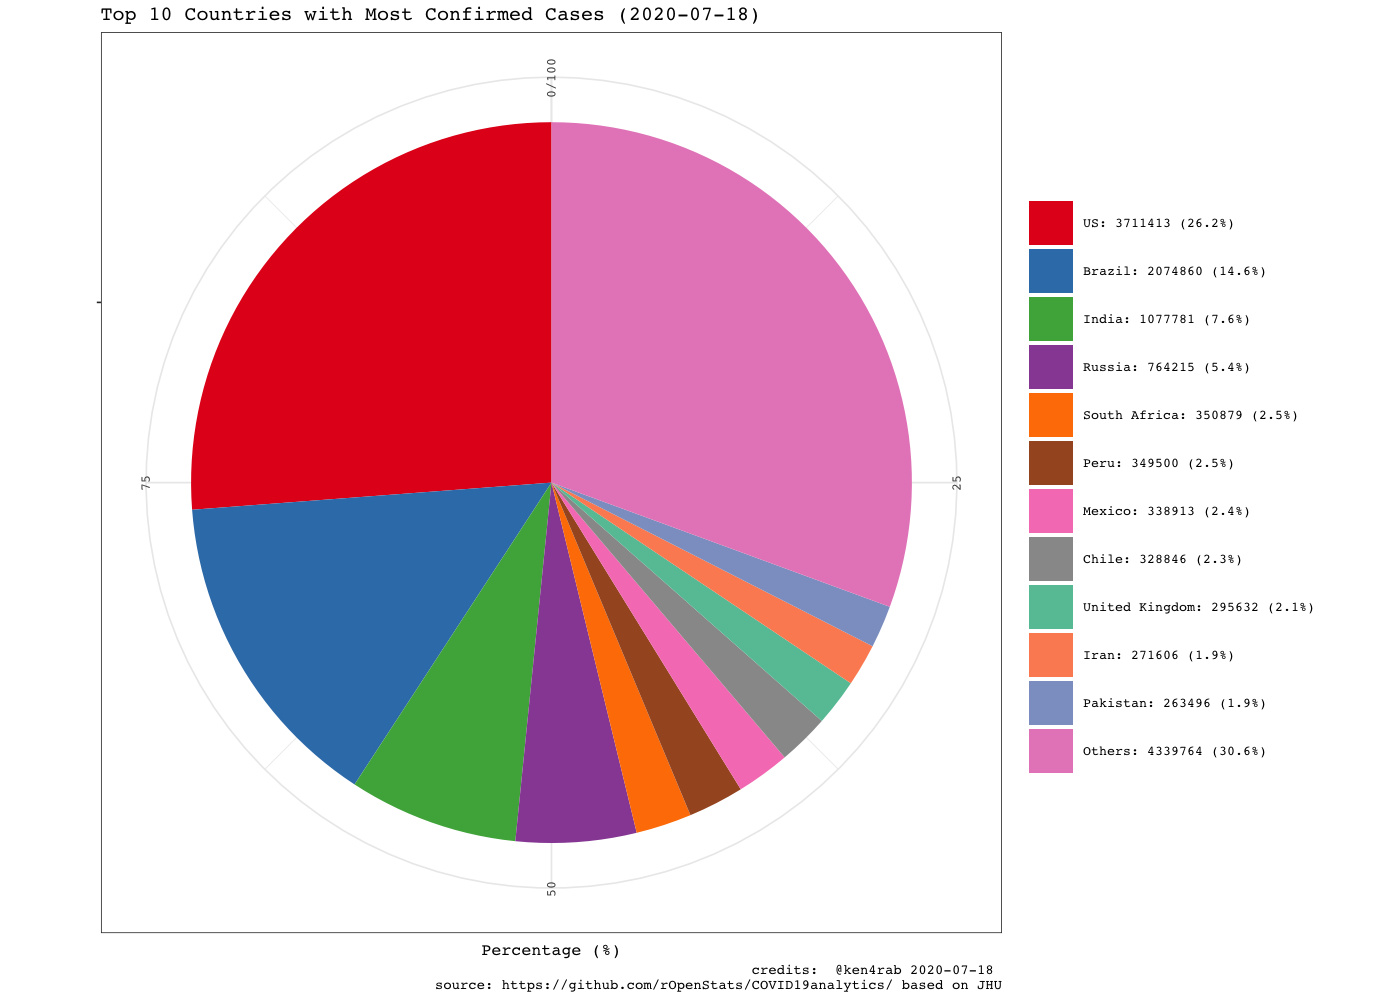 Top 10 Countries with Most Confirmed Cases (2020-07-18)
0/100
25
50
75
US: 3711413 (26.2%)
Brazil: 2074860 (14.6%)
India: 1077781 (7.6%)
Russia: 764215 (5.4%)
South Africa: 350879 (2.5%)
Peru: 349500 (2.5%)
Mexico: 338913 (2.4%)
Chile: 328846 (2.3%)
United Kingdom: 295632 (2.1%)
Iran: 271606 (1.9%)
Pakistan: 263496 (1.9%)
Others: 4339764 (30.6%)
Percentage (%)
credits:  @ken4rab 2020-07-18
source: https://github.com/rOpenStats/COVID19analytics/ based on JHU